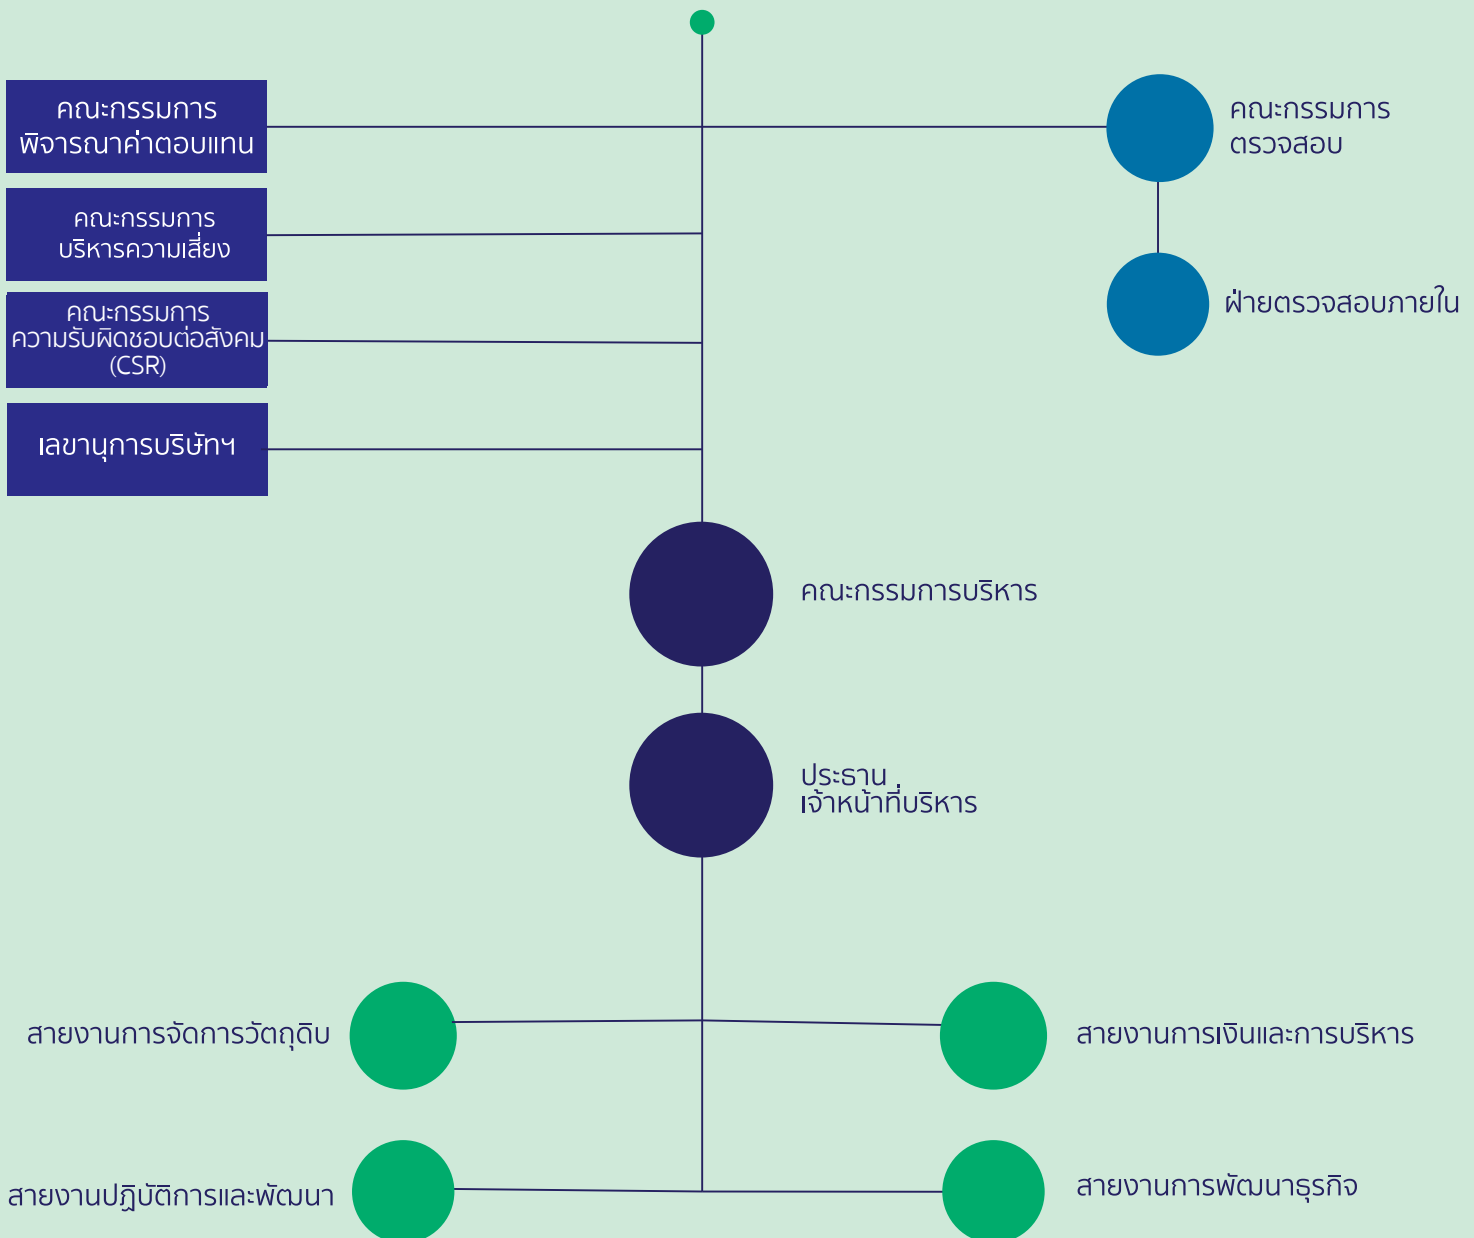 คณะกรรมการ
พิจารณาค่าตอบแทน
คณะกรรมการ
ตรวจสอบ
คณะกรรมการ
บริหารความเสี่ยง
ฝ่ายตรวจสอบภายใน
คณะกรรมการ
ความรับผิดชอบต่อสังคม
(CSR)
เลขานุการบริษัทฯ
คณะกรรมการบริหาร
ประธาน
เจ้าหน้าที่บริหาร
สายงานการจัดการวัตถุดิบ
สายงานการเงินและการบริหาร
สายงานปฏิบัติการและพัฒนา
สายงานการพัฒนาธุรกิจ